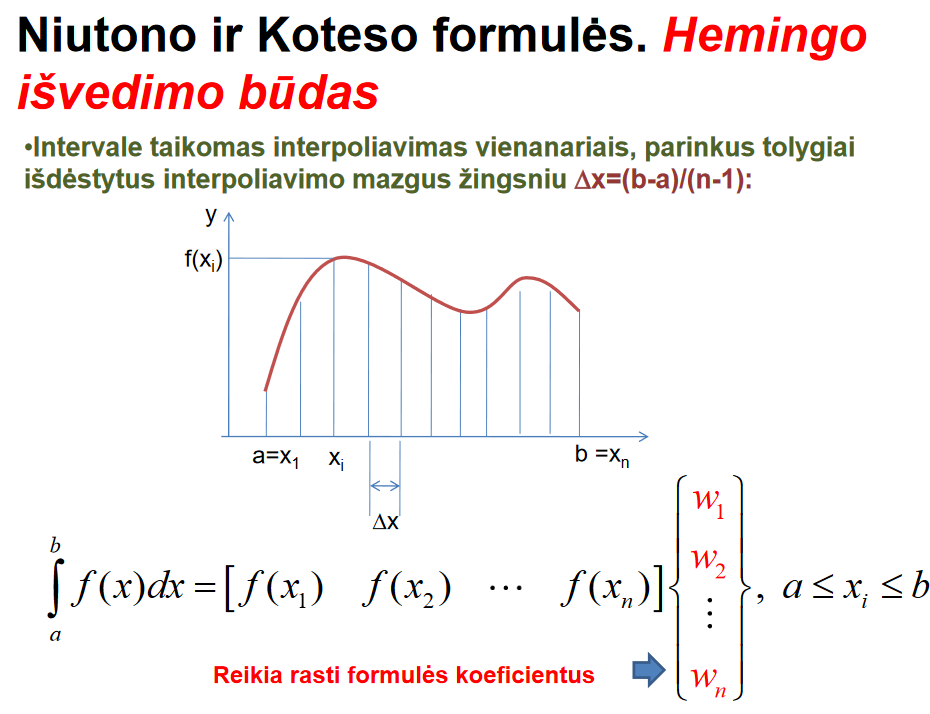 Niutono ir Koteso formulės. Hemingo
išvedimo būdas
•Intervale taikomas interpoliavimas vienanariais, parinkus tolygiai
išdėstytus interpoliavimo mazgus žingsniu Δx=(b-a)/(n-1):
y
f(xᵢ)
a=x₁ xᵢ b =xₙ
Δx
∫ₐᵇ f(x)dx = [f(x₁) f(x₂) ⋯ f(xₙ)] {w₁ w₂ ⋮ wₙ}, a ≤ xᵢ ≤ b
Reikia rasti formulės koeficientus